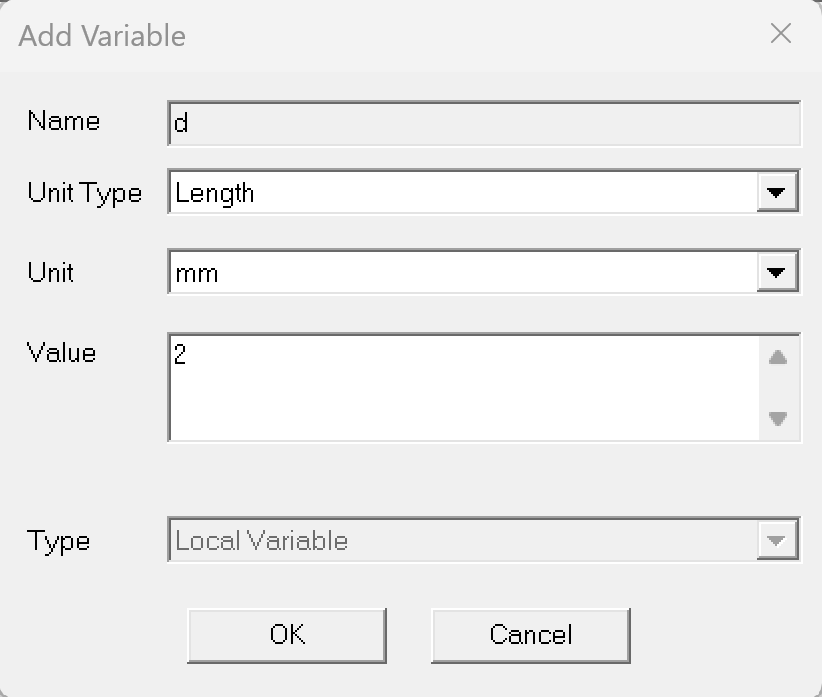 Add Variable
Name d
Unit Type Length
Unit mm
Value 2
Type Local Variable
OK Cancel